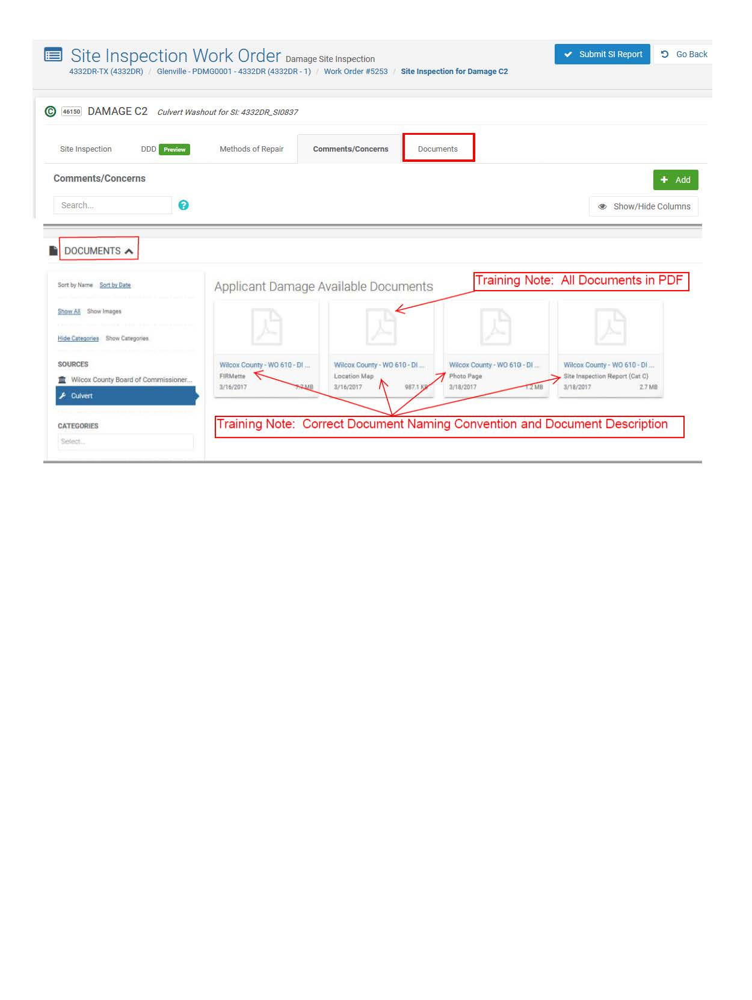 Site Inspection Work Order Damage Site Inspection
Submit SI Report
Go Back
4332DR-TX (4332DR) / Glenville - PDMG0001 - 4332DR (4332DR - 1) / Work Order #5253 / Site Inspection for Damage C2
C 46150 DAMAGE C2 Culvert Washout for SI: 4332DR_SI0837
Site Inspection DDD Preview Methods of Repair Comments/Concerns Documents
Comments/Concerns
+ Add
Search... ?
Show/Hide Columns
DOCUMENTS
Sort by Name Sort by Date
Show All Show Images
Hide Categories Show Categories
SOURCES
Wilcox County Board of Commissioner...
Culvert
CATEGORIES
Select...
Applicant Damage Available Documents
Training Note: All Documents in PDF
Wilcox County - WO 610 - DI ...
FIRMette
3/16/2017 7.7 MB
Wilcox County - WO 610 - DI ...
Location Map
3/16/2017 987.1 KB
Wilcox County - WO 610 - DI ...
Photo Page
3/18/2017 1.2 MB
Wilcox County - WO 610 - DI ...
Site Inspection Report (Cat C)
3/18/2017 2.7 MB
Training Note: Correct Document Naming Convention and Document Description